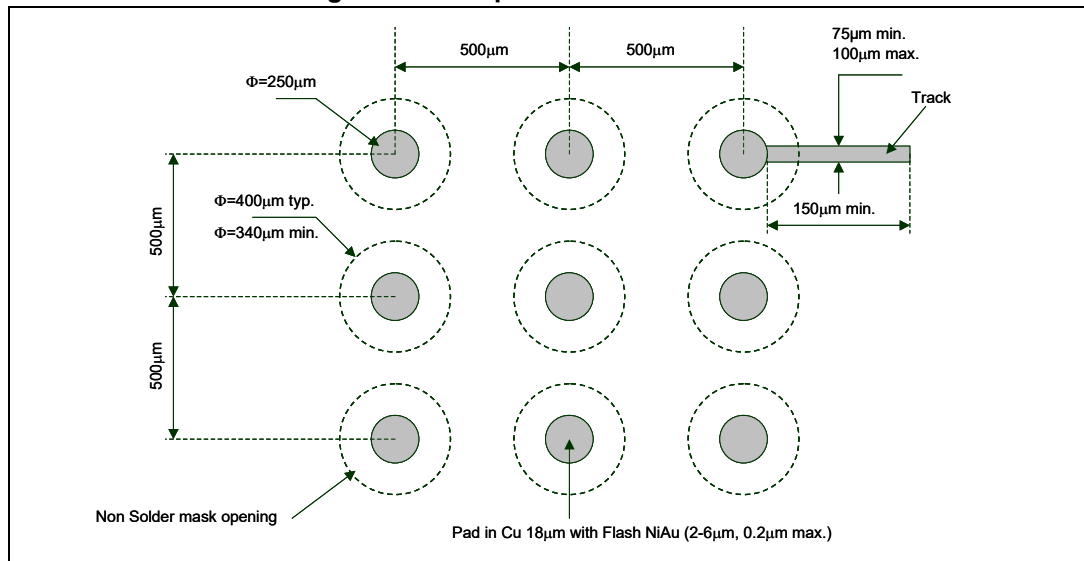 500μm
500μm
75µm min.
100μm max.
Φ=250μm
Track
Φ=400μm typ.
Φ=340μm min.
150μm min.
500μm
500μm
Non Solder mask opening
Pad in Cu 18μm with Flash NiAu (2-6μm, 0.2μm max.)